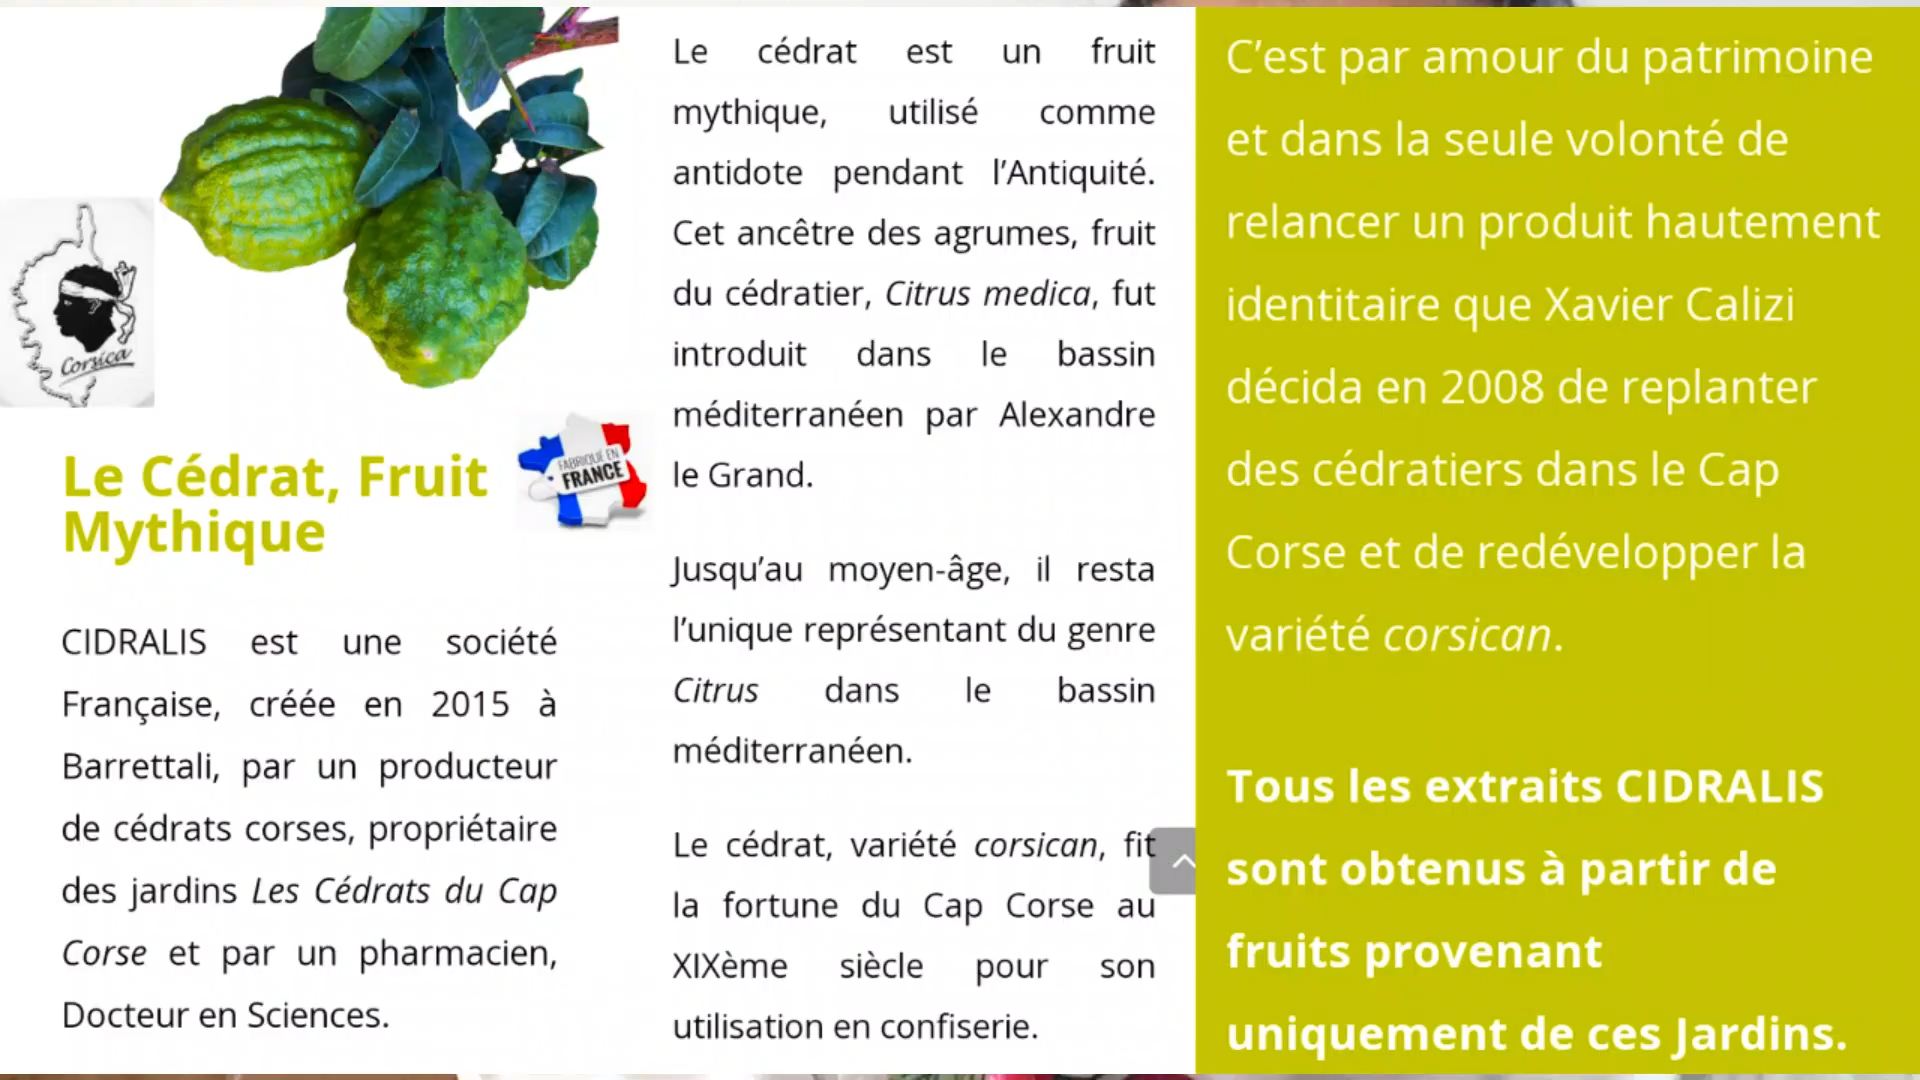 Corsica
FABRIQUÉ EN
FRANCE
Le Cédrat, Fruit
Mythique
CIDRALIS est une société
Française, créée en 2015 à
Barrettali, par un producteur
de cédrats corses, propriétaire
des jardins Les Cédrats du Cap
Corse et par un pharmacien,
Docteur en Sciences.
Le cédrat est un fruit
mythique, utilisé comme
antidote pendant l’Antiquité.
Cet ancêtre des agrumes, fruit
du cédratier, Citrus medica, fut
introduit dans le bassin
méditerranéen par Alexandre
le Grand.
Jusqu’au moyen-âge, il resta
l’unique représentant du genre
Citrus dans le bassin
méditerranéen.
Le cédrat, variété corsican, fit
la fortune du Cap Corse au
XIXème siècle pour son
utilisation en confiserie.
C’est par amour du patrimoine
et dans la seule volonté de
relancer un produit hautement
identitaire que Xavier Calizi
décida en 2008 de replanter
des cédratiers dans le Cap
Corse et de redévelopper la
variété corsican.
Tous les extraits CIDRALIS
sont obtenus à partir de
fruits provenant
uniquement de ces Jardins.